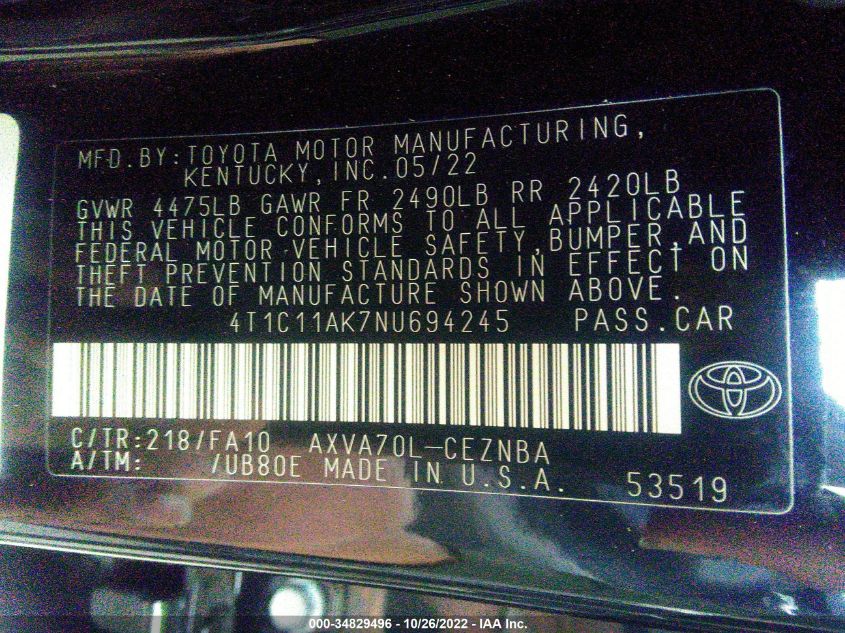 MFD.BY:TOYOTA MOTOR MANUFACTURING,
KENTUCKY,INC.05/22
GVWR 4475LB GAWR FR 2490LB RR 2420LB
THIS VEHICLE CONFORMS TO ALL APPLICABLE
FEDERAL MOTOR VEHICLE SAFETY,BUMPER,AND
THEFT PREVENTION STANDARDS IN EFFECT ON
THE DATE OF MANUFACTURE SHOWN ABOVE.
4T1C11AK7NU694245 PASS.CAR
C/TR:218/FA10 AXVA70L-CEZNBA
A/TM: /UB80E MADE IN U.S.A. 53519
000-34829496 - 10/26/2022 - IAA Inc.